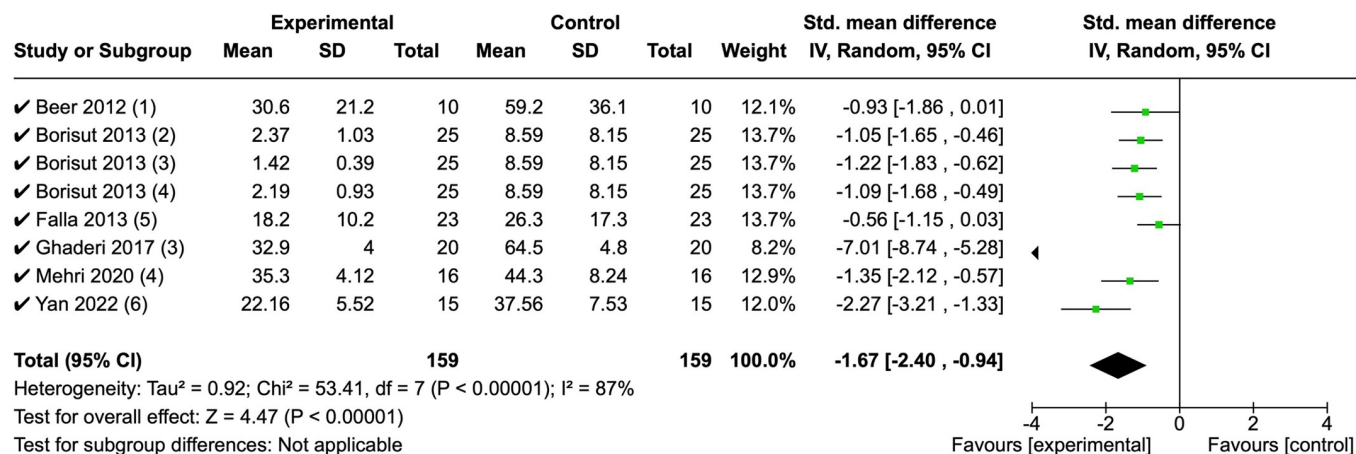 Experimental Control Std. mean difference Std. mean difference
Study or Subgroup Mean SD Total Mean SD Total Weight IV, Random, 95% CI IV, Random, 95% CI
✔ Beer 2012 (1) 30.6 21.2 10 59.2 36.1 10 12.1% -0.93 [-1.86 , 0.01]
✔ Borisut 2013 (2) 2.37 1.03 25 8.59 8.15 25 13.7% -1.05 [-1.65 , -0.46]
✔ Borisut 2013 (3) 1.42 0.39 25 8.59 8.15 25 13.7% -1.22 [-1.83 , -0.62]
✔ Borisut 2013 (4) 2.19 0.93 25 8.59 8.15 25 13.7% -1.09 [-1.68 , -0.49]
✔ Falla 2013 (5) 18.2 10.2 23 26.3 17.3 23 13.7% -0.56 [-1.15 , 0.03]
✔ Ghaderi 2017 (3) 32.9 4 20 64.5 4.8 20 8.2% -7.01 [-8.74 , -5.28]
✔ Mehri 2020 (4) 35.3 4.12 16 44.3 8.24 16 12.9% -1.35 [-2.12 , -0.57]
✔ Yan 2022 (6) 22.16 5.52 15 37.56 7.53 15 12.0% -2.27 [-3.21 , -1.33]
Total (95% CI) 159 159 100.0% -1.67 [-2.40 , -0.94]
Heterogeneity: Tau² = 0.92; Chi² = 53.41, df = 7 (P < 0.00001); I² = 87%
Test for overall effect: Z = 4.47 (P < 0.00001)
-4 -2 0 2 4
Test for subgroup differences: Not applicable Favours [experimental] Favours [control]